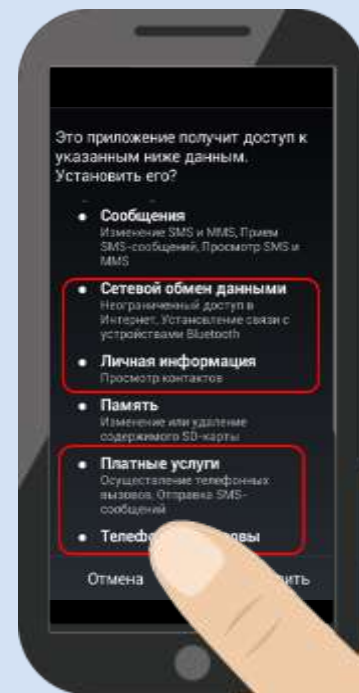 Это приложение получит доступ к
указанным ниже данным.
Установить его?
• Сообщения
Изменение SMS и MMS, Прием
SMS-сообщений, Просмотр SMS и
MMS
• Сетевой обмен данными
Неограниченный доступ в
Интернет, Установление связи с
устройствами Bluetooth
• Личная информация
Просмотр контактов
• Память
Изменение или удаление
содержимого SD-карты
• Платные услуги
Осуществление телефонных
вызовов, Отправка SMS-
сообщений
•
Отмена